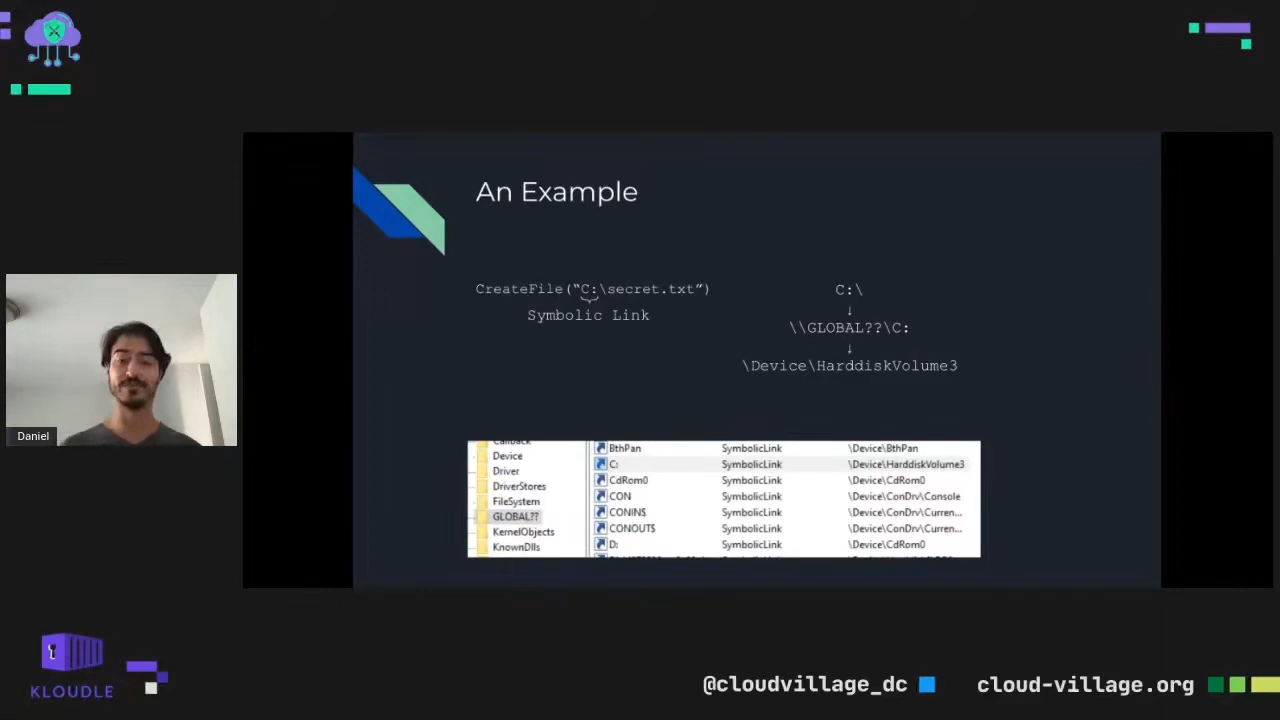 An Example
CreateFile(“C:\secret.txt”)
Symbolic Link
C:\
↓
\\GLOBAL??\C:
↓
\Device\HarddiskVolume3
Callback
Device
Driver
DriverStores
FileSystem
GLOBAL??
KernelObjects
KnownDlls
BthPan SymbolicLink \Device\BthPan
C: SymbolicLink \Device\HarddiskVolume3
CdRom0 SymbolicLink \Device\CdRom0
CON SymbolicLink \Device\ConDrv\Console
CONIN$ SymbolicLink \Device\ConDrv\Curren...
CONOUT$ SymbolicLink \Device\ConDrv\Curren...
D: SymbolicLink \Device\CdRom0
Daniel
KLOUDLE
@cloudvillage_dc
cloud-village.org